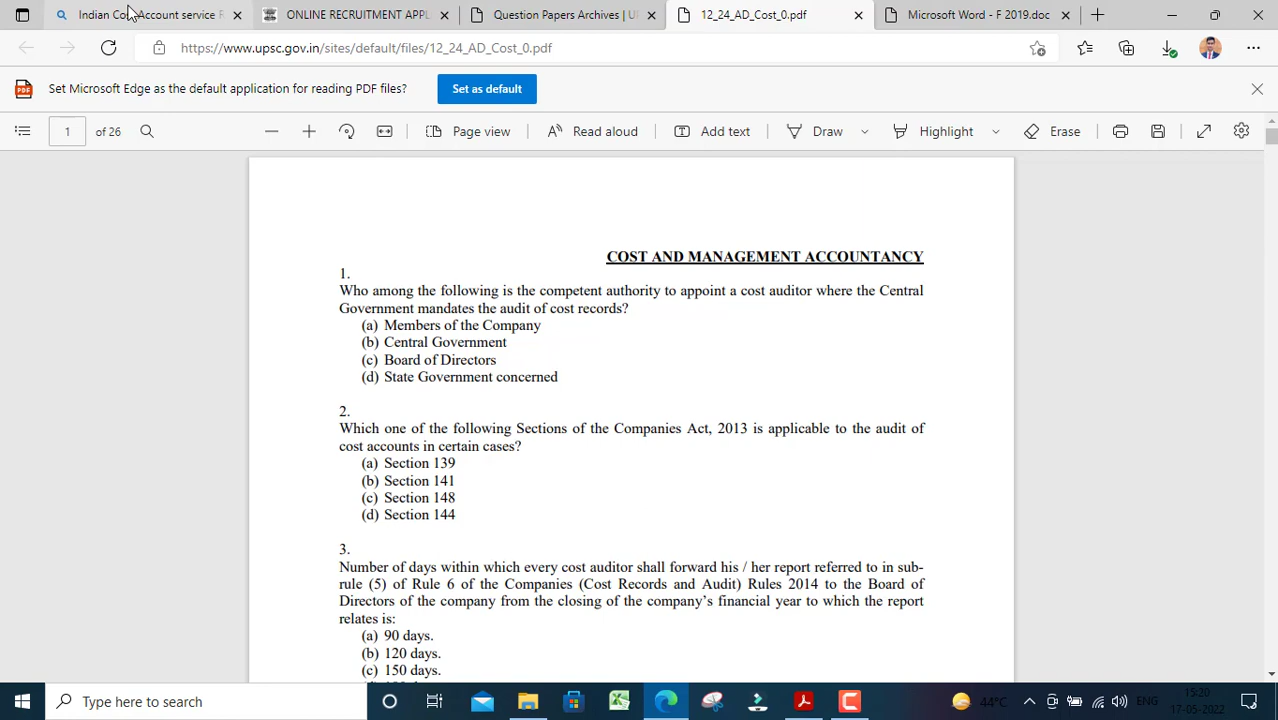 Indian Cost Account service R
ONLINE RECRUITMENT APPL
Question Papers Archives | U
12_24_AD_Cost_0.pdf
Microsoft Word - F 2019.doc
https://www.upsc.gov.in/sites/default/files/12_24_AD_Cost_0.pdf
PDF
Set Microsoft Edge as the default application for reading PDF files?
Set as default
1 of 26
Page view
Read aloud
Add text
Draw
Highlight
Erase
COST AND MANAGEMENT ACCOUNTANCY
1.
Who among the following is the competent authority to appoint a cost auditor where the Central
Government mandates the audit of cost records?
(a) Members of the Company
(b) Central Government
(c) Board of Directors
(d) State Government concerned
2.
Which one of the following Sections of the Companies Act, 2013 is applicable to the audit of
cost accounts in certain cases?
(a) Section 139
(b) Section 141
(c) Section 148
(d) Section 144
3.
Number of days within which every cost auditor shall forward his / her report referred to in sub-
rule (5) of Rule 6 of the Companies (Cost Records and Audit) Rules 2014 to the Board of
Directors of the company from the closing of the company's financial year to which the report
relates is:
(a) 90 days.
(b) 120 days.
(c) 150 days.
Type here to search
44°C
ENG
15:20
17-05-2022